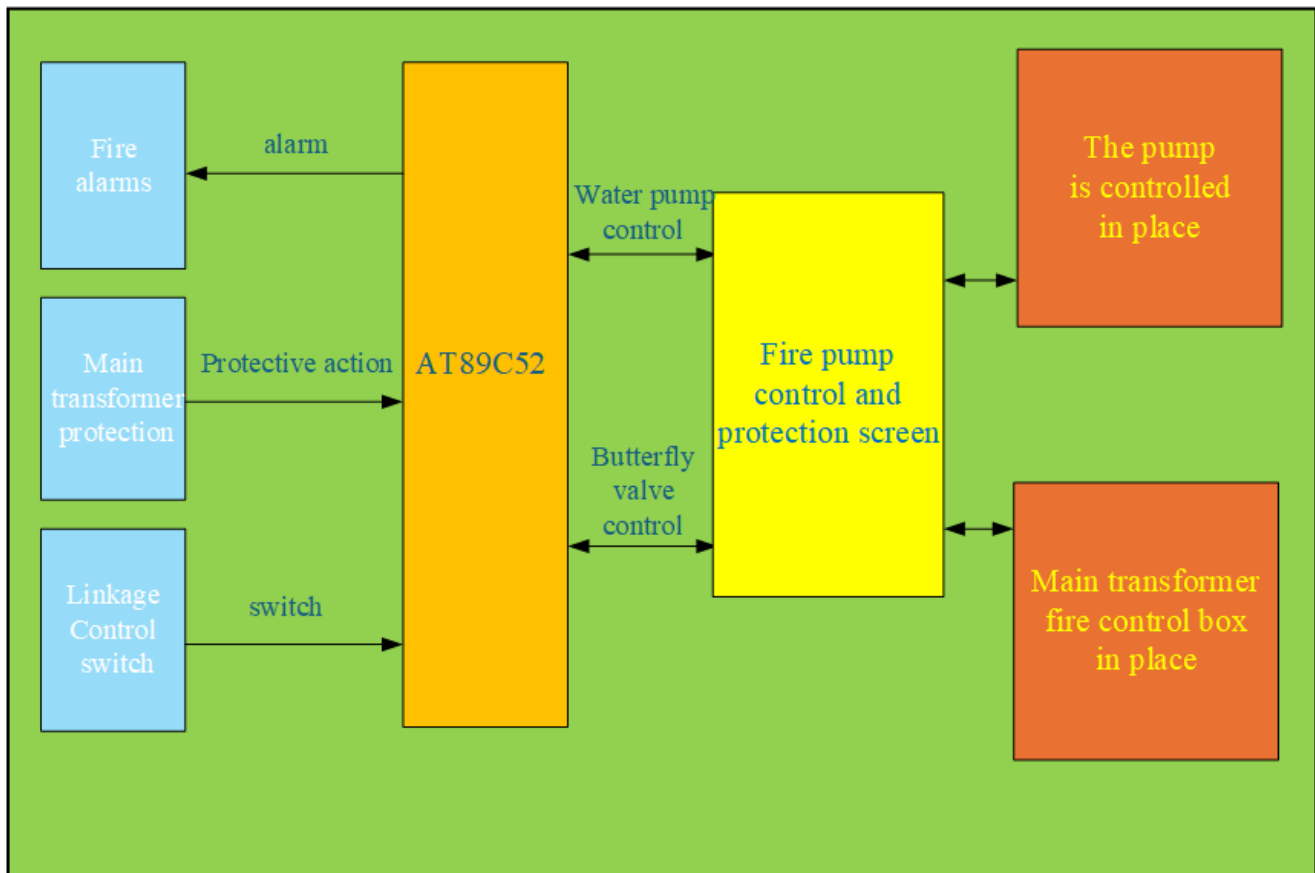 Fire
alarms
alarm
Main
transformer
protection
Protective action
Linkage
Control
switch
switch
AT89C52
Water pump
control
Butterfly
valve
control
Fire pump
control and
protection screen
The pump
is controlled
in place
Main transformer
fire control box
in place